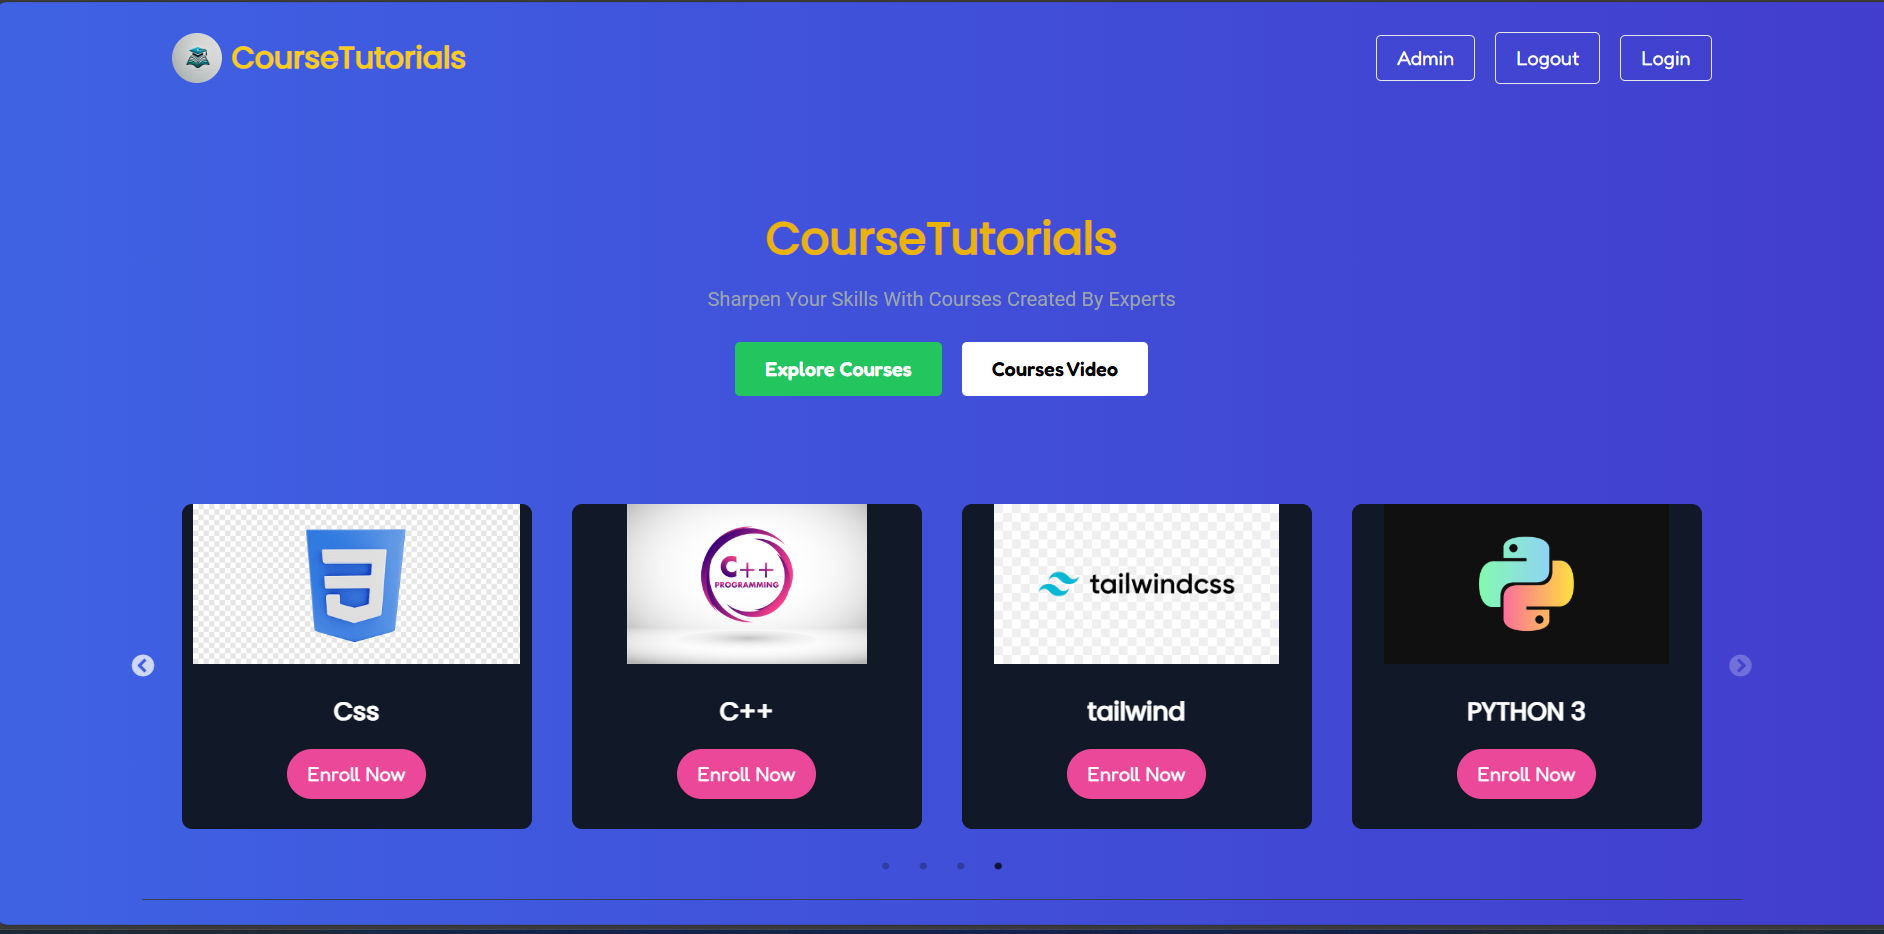 CourseTutorials
Admin
Logout
Login
CourseTutorials
Sharpen Your Skills With Courses Created By Experts
Explore Courses
Courses Video
C++
PROGRAMMING
tailwindcss
Css
C++
tailwind
PYTHON 3
Enroll Now
Enroll Now
Enroll Now
Enroll Now